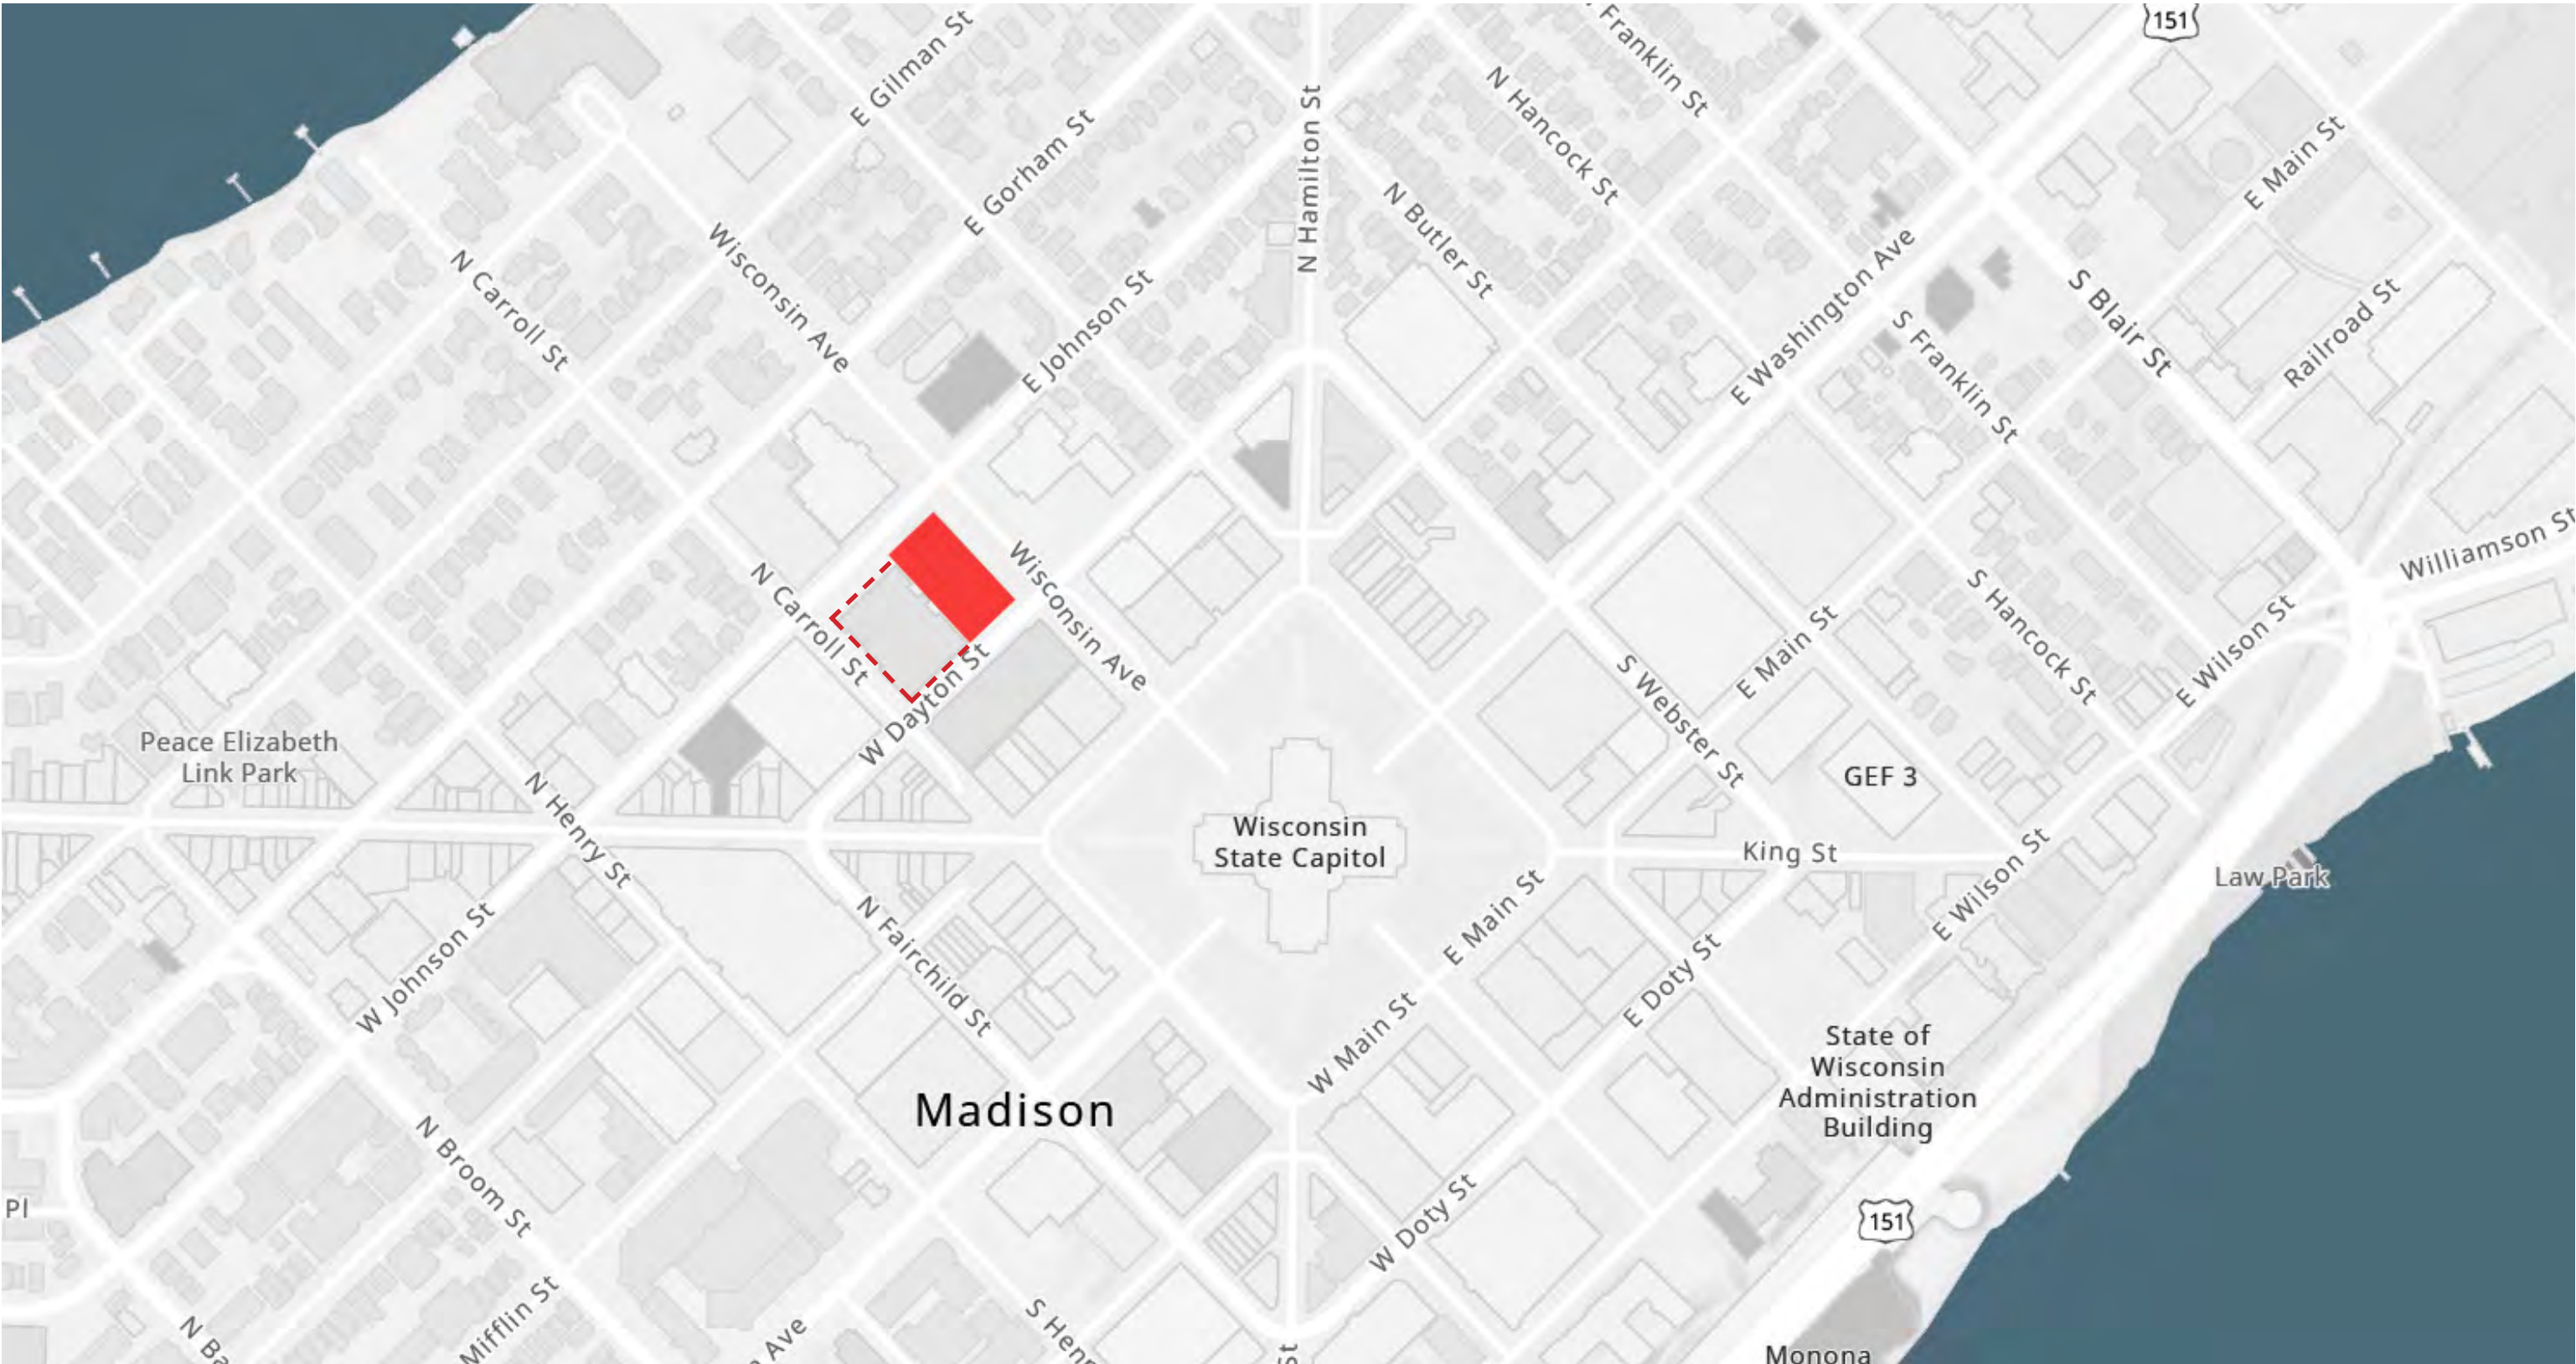 151
E Gilman St
Franklin St
N Hancock St
E Gorham St
N Hamilton St
E Main St
N Butler St
Wisconsin Ave
N Carroll St
E Johnson St
E Washington Ave
S Blair St
Railroad St
S Franklin St
Williamson St
Wisconsin Ave
N Carroll St
S Hancock St
E Wilson St
E Main St
S Webster St
W Dayton St
Peace Elizabeth
Link Park
GEF 3
N Henry St
Wisconsin
State Capitol
King St
Law Park
E Wilson St
E Main St
N Fairchild St
W Johnson St
E Doty St
W Main St
State of
Wisconsin
Administration
Building
Madison
N Broom St
Pl
151
W Doty St
Mifflin St
N Ba
Ave
S Henr
St
Monona